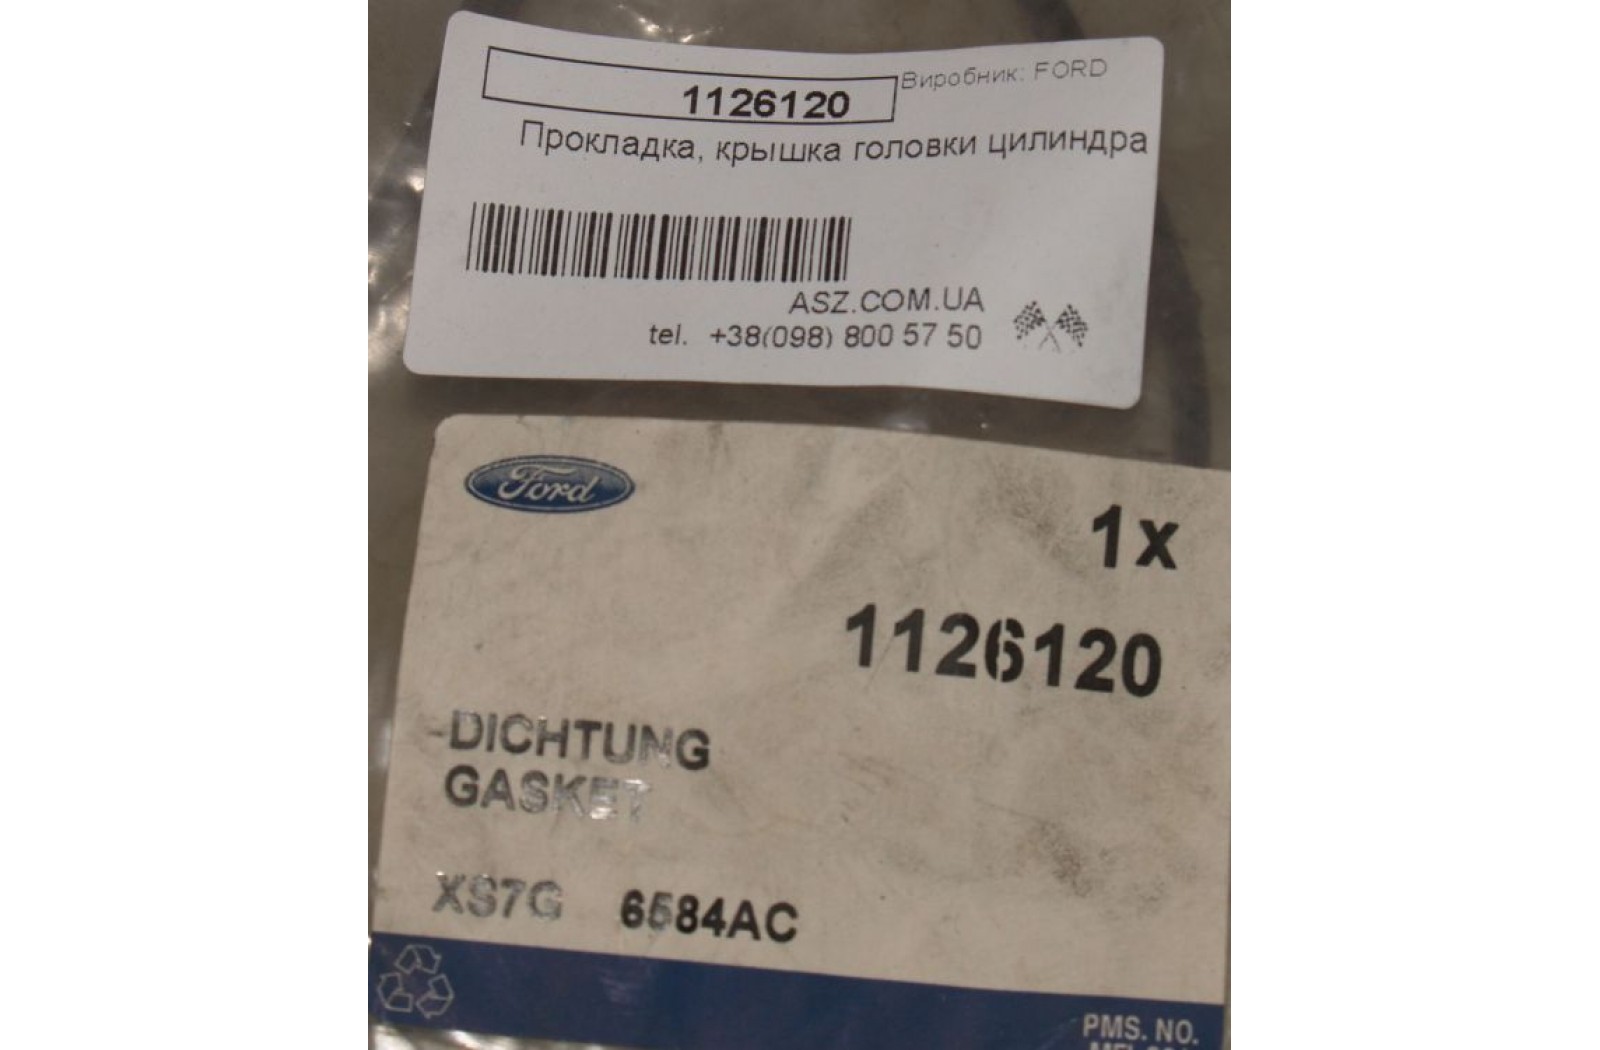 Виробник: FORD
1126120
Прокладка, крышка головки цилиндра
ASZ.COM.UA
tel. +38(098) 800 57 50
Ford
1x
1126120
DICHTUNG
GASKET
XS7G 6584AC
PMS. NO.